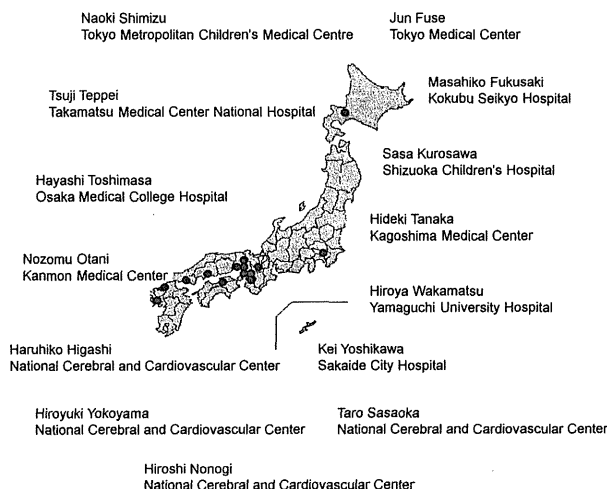 Naoki Shimizu
Tokyo Metropolitan Children's Medical Centre
Jun Fuse
Tokyo Medical Center
Tsuji Teppei
Takamatsu Medical Center National Hospital
Masahiko Fukusaki
Kokubu Seikyo Hospital
Sasa Kurosawa
Shizuoka Children's Hospital
Hayashi Toshimasa
Osaka Medical College Hospital
Hideki Tanaka
Kagoshima Medical Center
Nozomu Otani
Kanmon Medical Center
Hiroya Wakamatsu
Yamaguchi University Hospital
Haruhiko Higashi
National Cerebral and Cardiovascular Center
Kei Yoshikawa
Sakaide City Hospital
Hiroyuki Yokoyama
National Cerebral and Cardiovascular Center
Taro Sasaoka
National Cerebral and Cardiovascular Center
Hiroshi Nonogi
National Cerebral and Cardiovascular Center